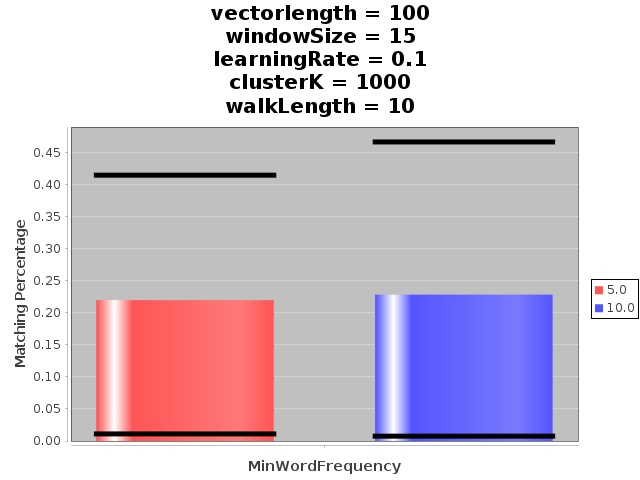 vectorlength = 100
windowSize = 15
learningRate = 0.1
clusterK = 1000
walkLength = 10
Matching Percentage
0.45
0.40
0.35
0.30
0.25
0.20
0.15
0.10
0.05
0.00
5.0
10.0
MinWordFrequency